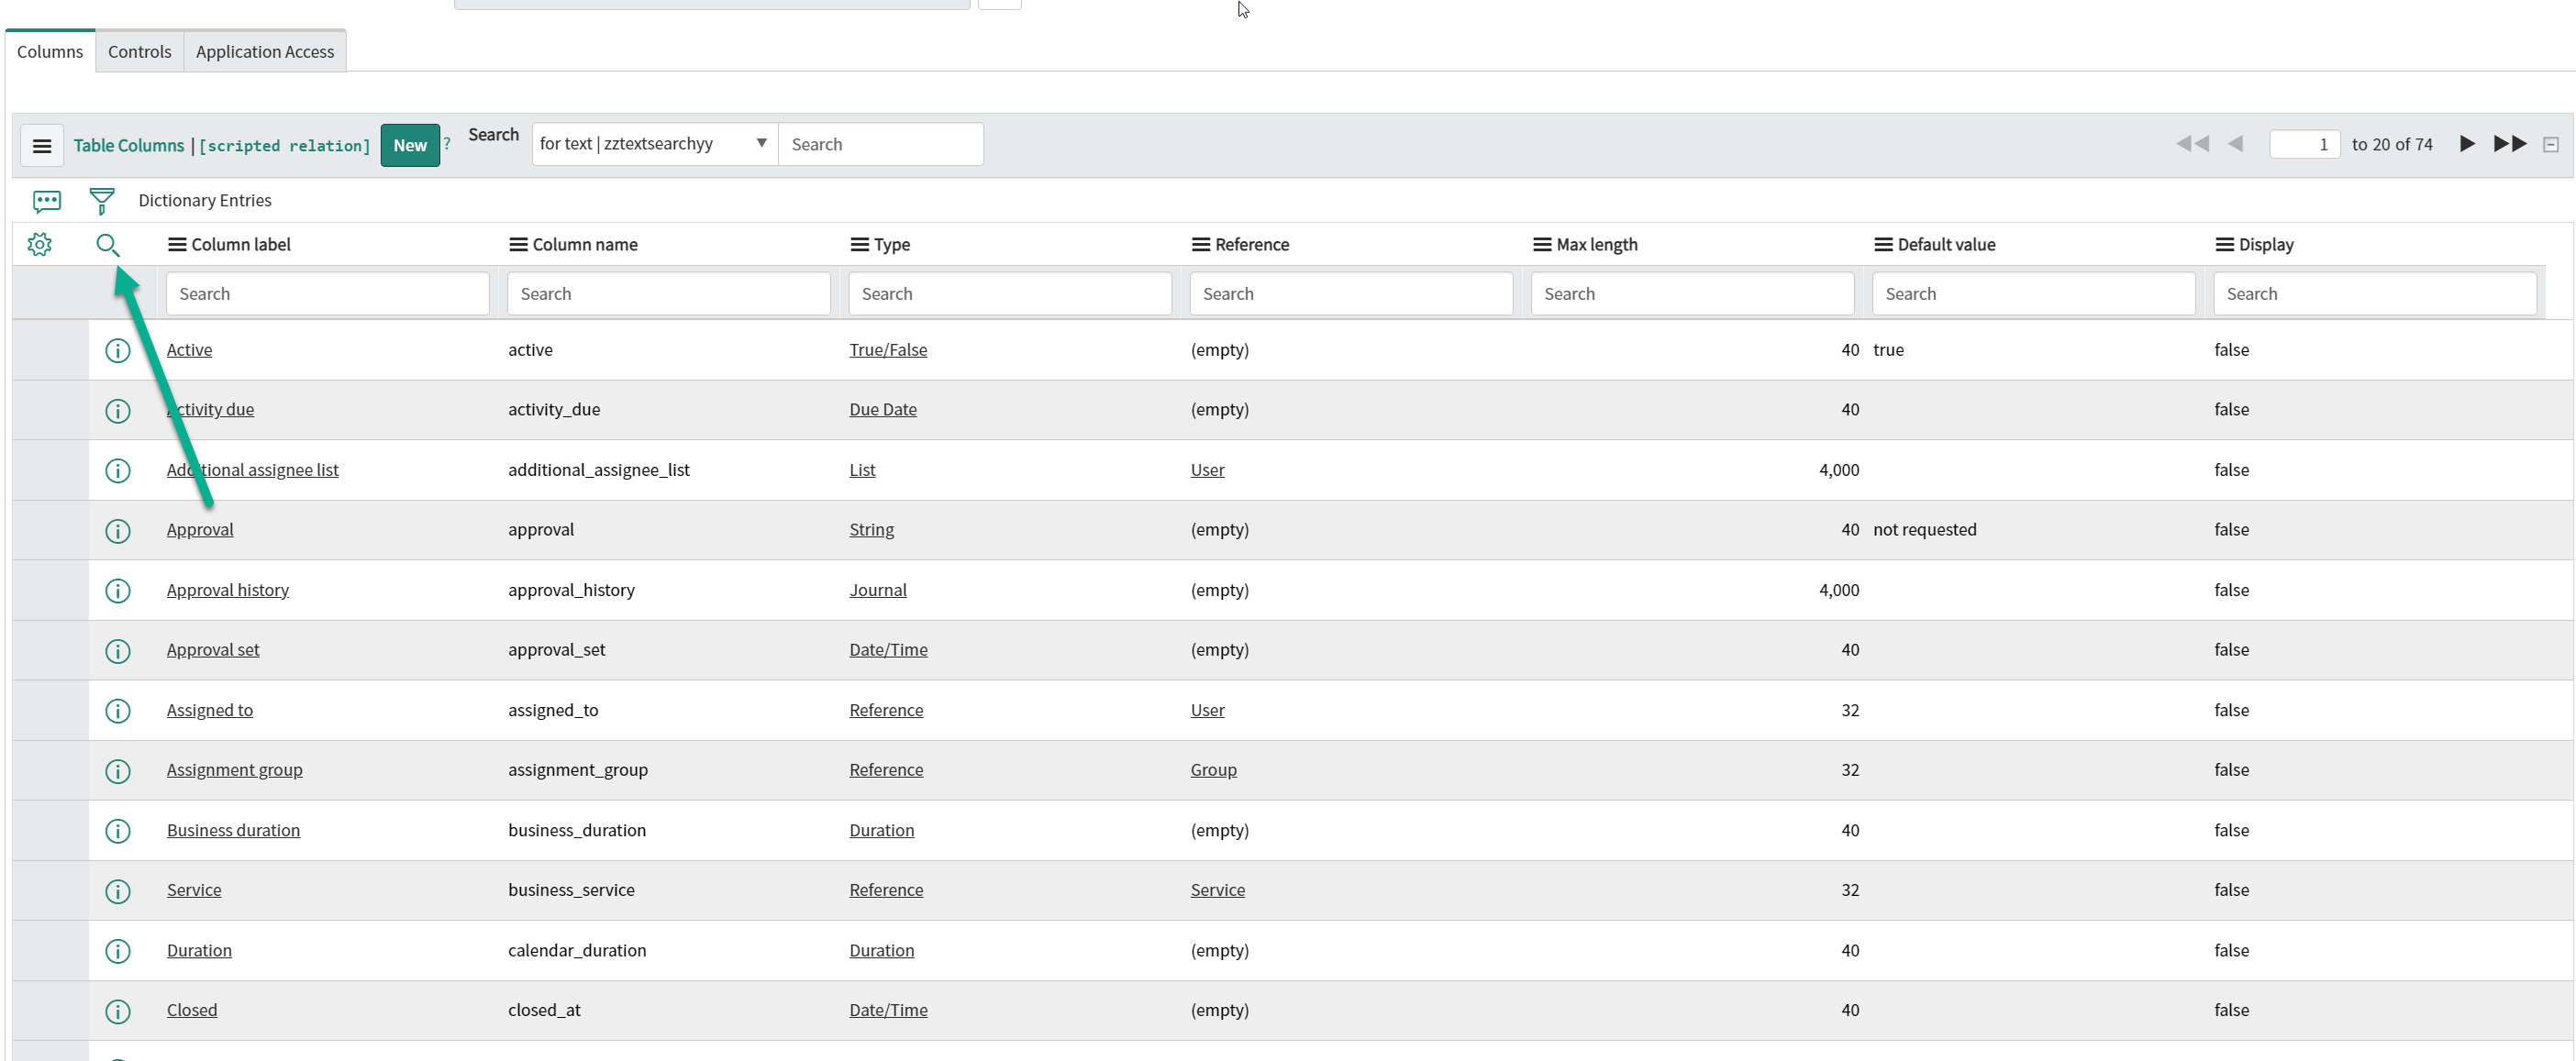 Columns Controls Application Access
Table Columns | [scripted relation] New ? Search for text | zztextsearchyy Search 1 to 20 of 74
Dictionary Entries
Column label Column name Type Reference Max length Default value Display
Search Search Search Search Search Search Search
Active active True/False (empty) 40 true false
Activity due activity_due Due Date (empty) 40 false
Additional assignee list additional_assignee_list List User 4,000 false
Approval approval String (empty) 40 not requested false
Approval history approval_history Journal (empty) 4,000 false
Approval set approval_set Date/Time (empty) 40 false
Assigned to assigned_to Reference User 32 false
Assignment group assignment_group Reference Group 32 false
Business duration business_duration Duration (empty) 40 false
Service business_service Reference Service 32 false
Duration calendar_duration Duration (empty) 40 false
Closed closed_at Date/Time (empty) 40 false